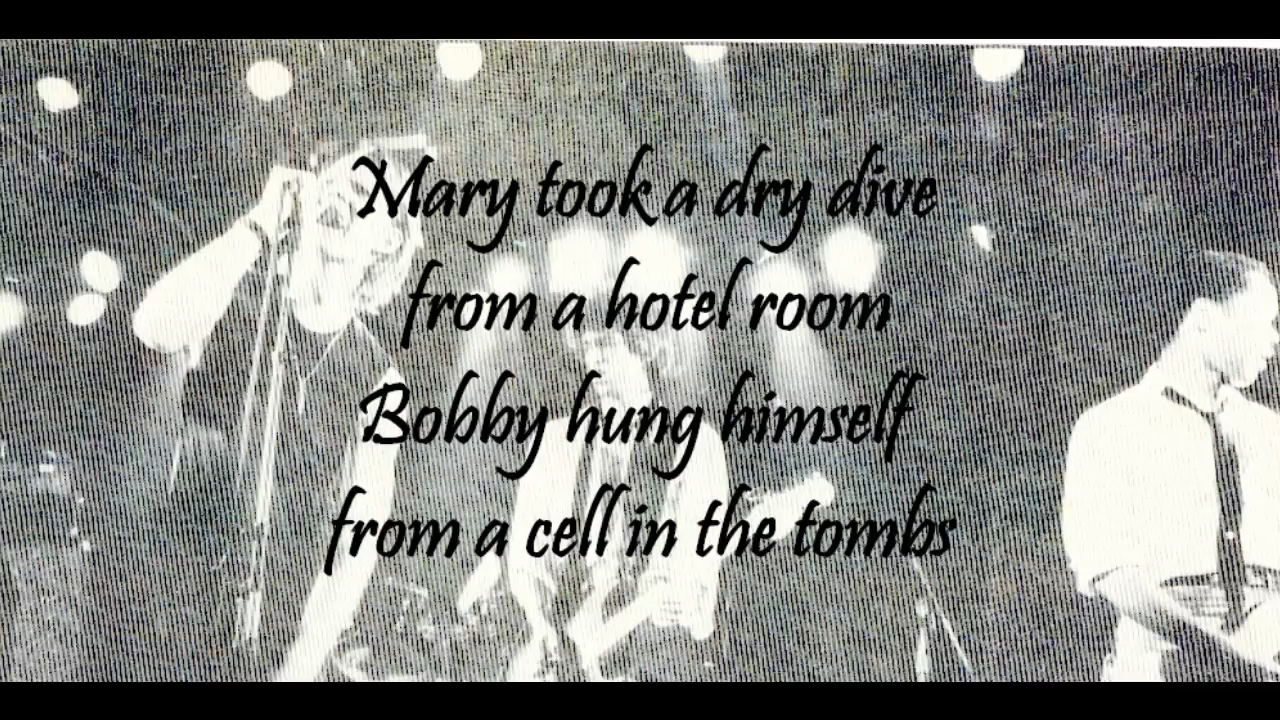 Mary took a dry dive
from a hotel room
Bobby hung himself
from a cell in the tombs